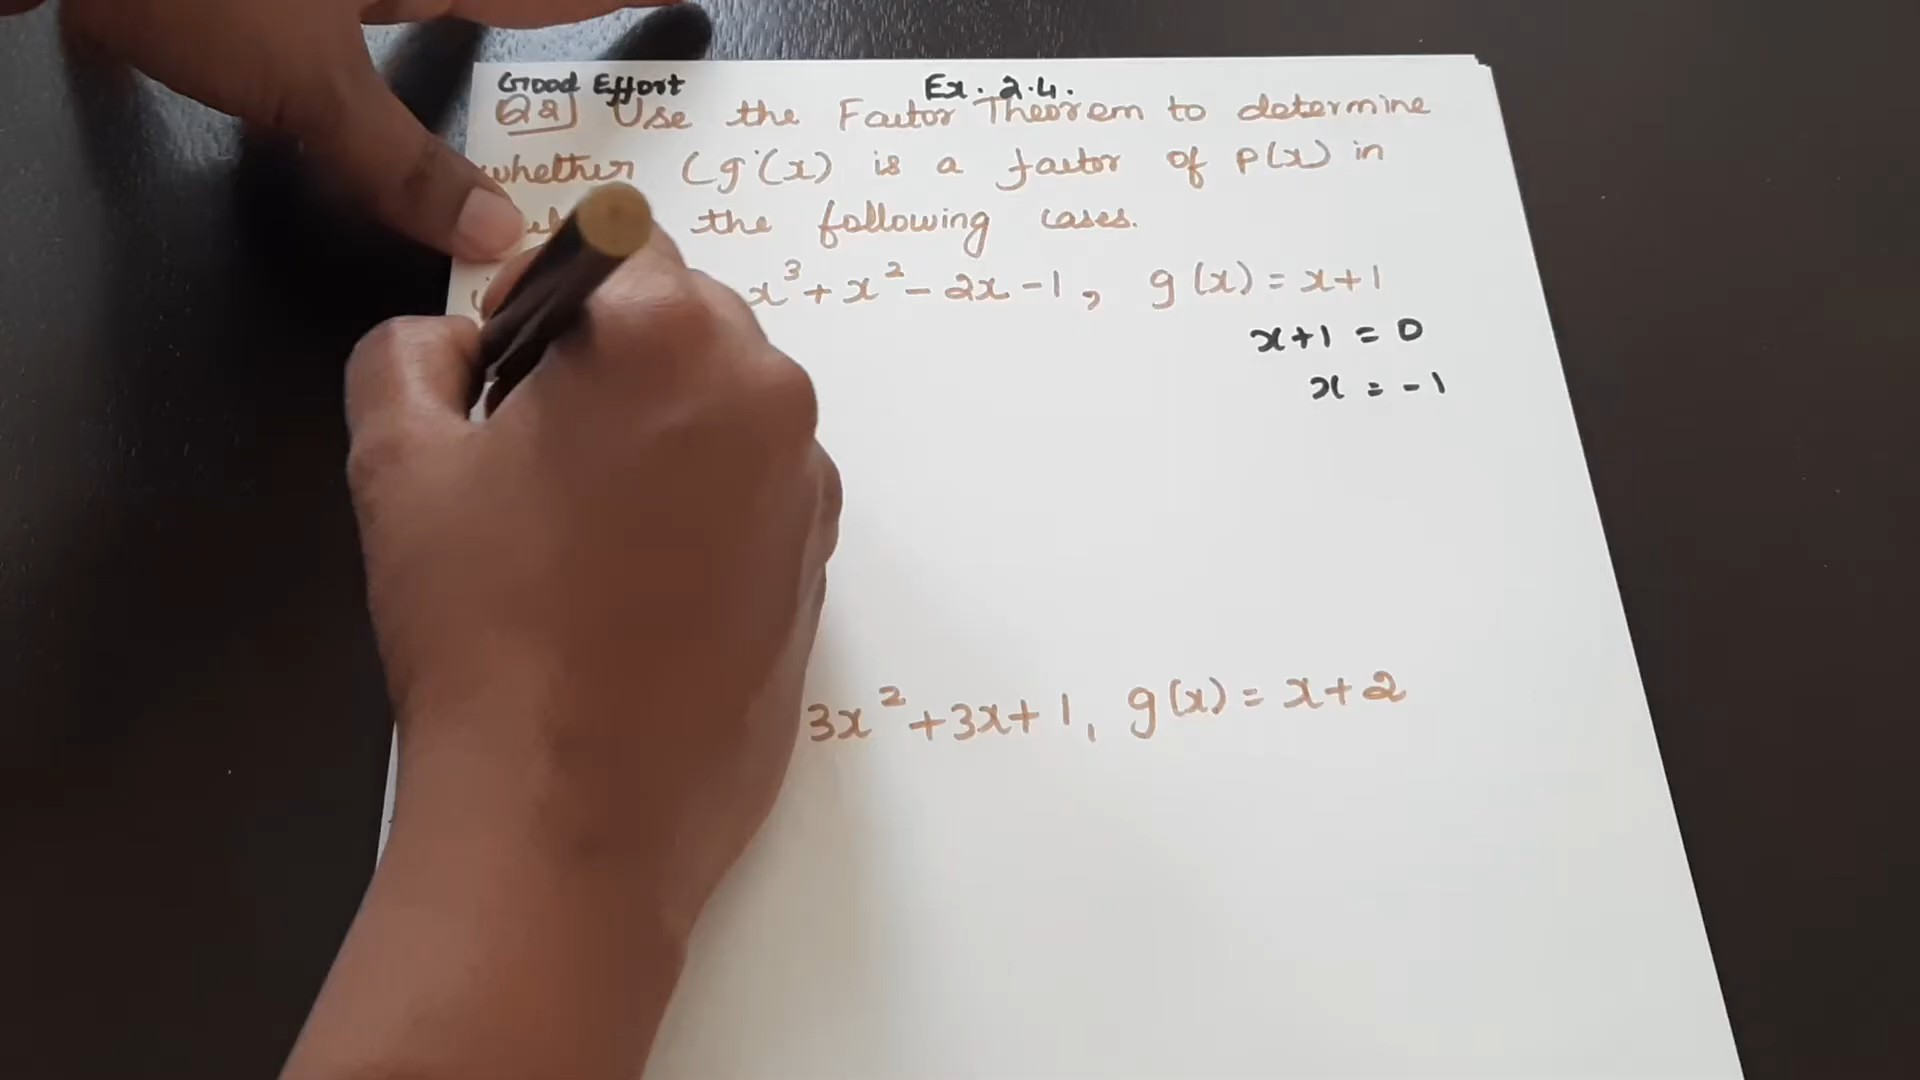 Good Effort Ex. 2.4.
Q2] Use the Factor Theorem to determine
whether (g(x) is a factor of p(x) in
the following cases.
x³ + x² - 2x - 1, g(x) = x+1
x+1 = 0
x = -1
3x² + 3x + 1, g(x) = x+2